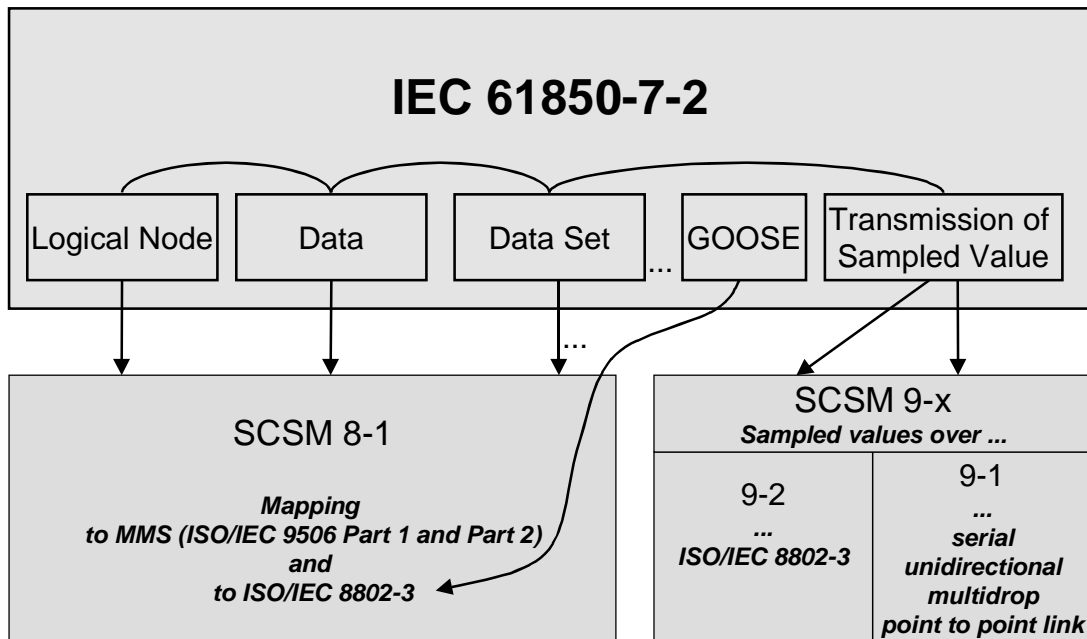 IEC 61850-7-2
Logical Node
Data
Data Set
...
GOOSE
Transmission of
Sampled Value
...
SCSM 8-1
Mapping
to MMS (ISO/IEC 9506 Part 1 and Part 2)
and
to ISO/IEC 8802-3
SCSM 9-x
Sampled values over ...
9-2
...
ISO/IEC 8802-3
9-1
...
serial
unidirectional
multidrop
point to point link